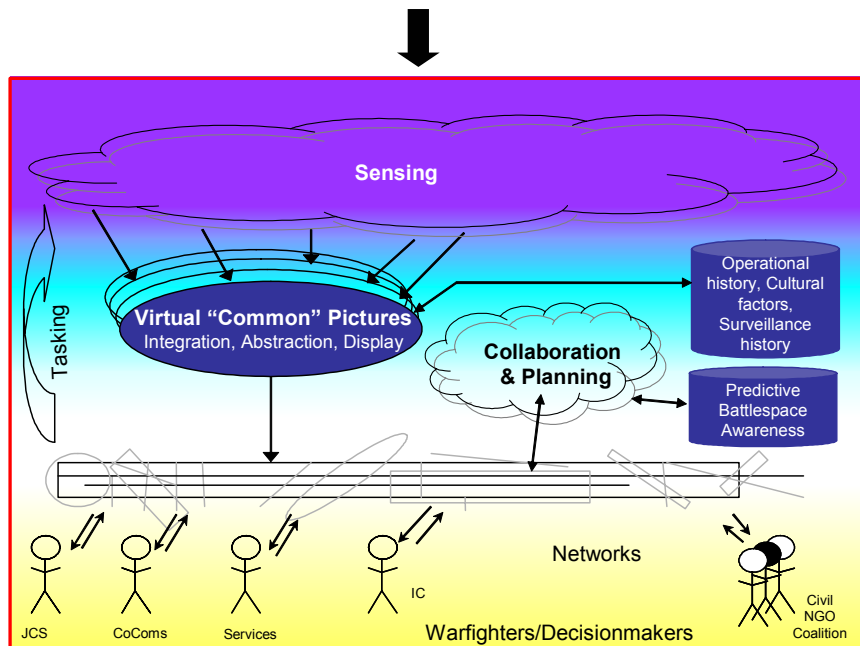 Sensing
Tasking
Virtual “Common” Pictures
Integration, Abstraction, Display
Operational
history, Cultural
factors,
Surveillance
history
Collaboration
& Planning
Predictive
Battlespace
Awareness
Networks
JCS
CoComs
Services
IC
Civil
NGO
Coalition
Warfighters/Decisionmakers